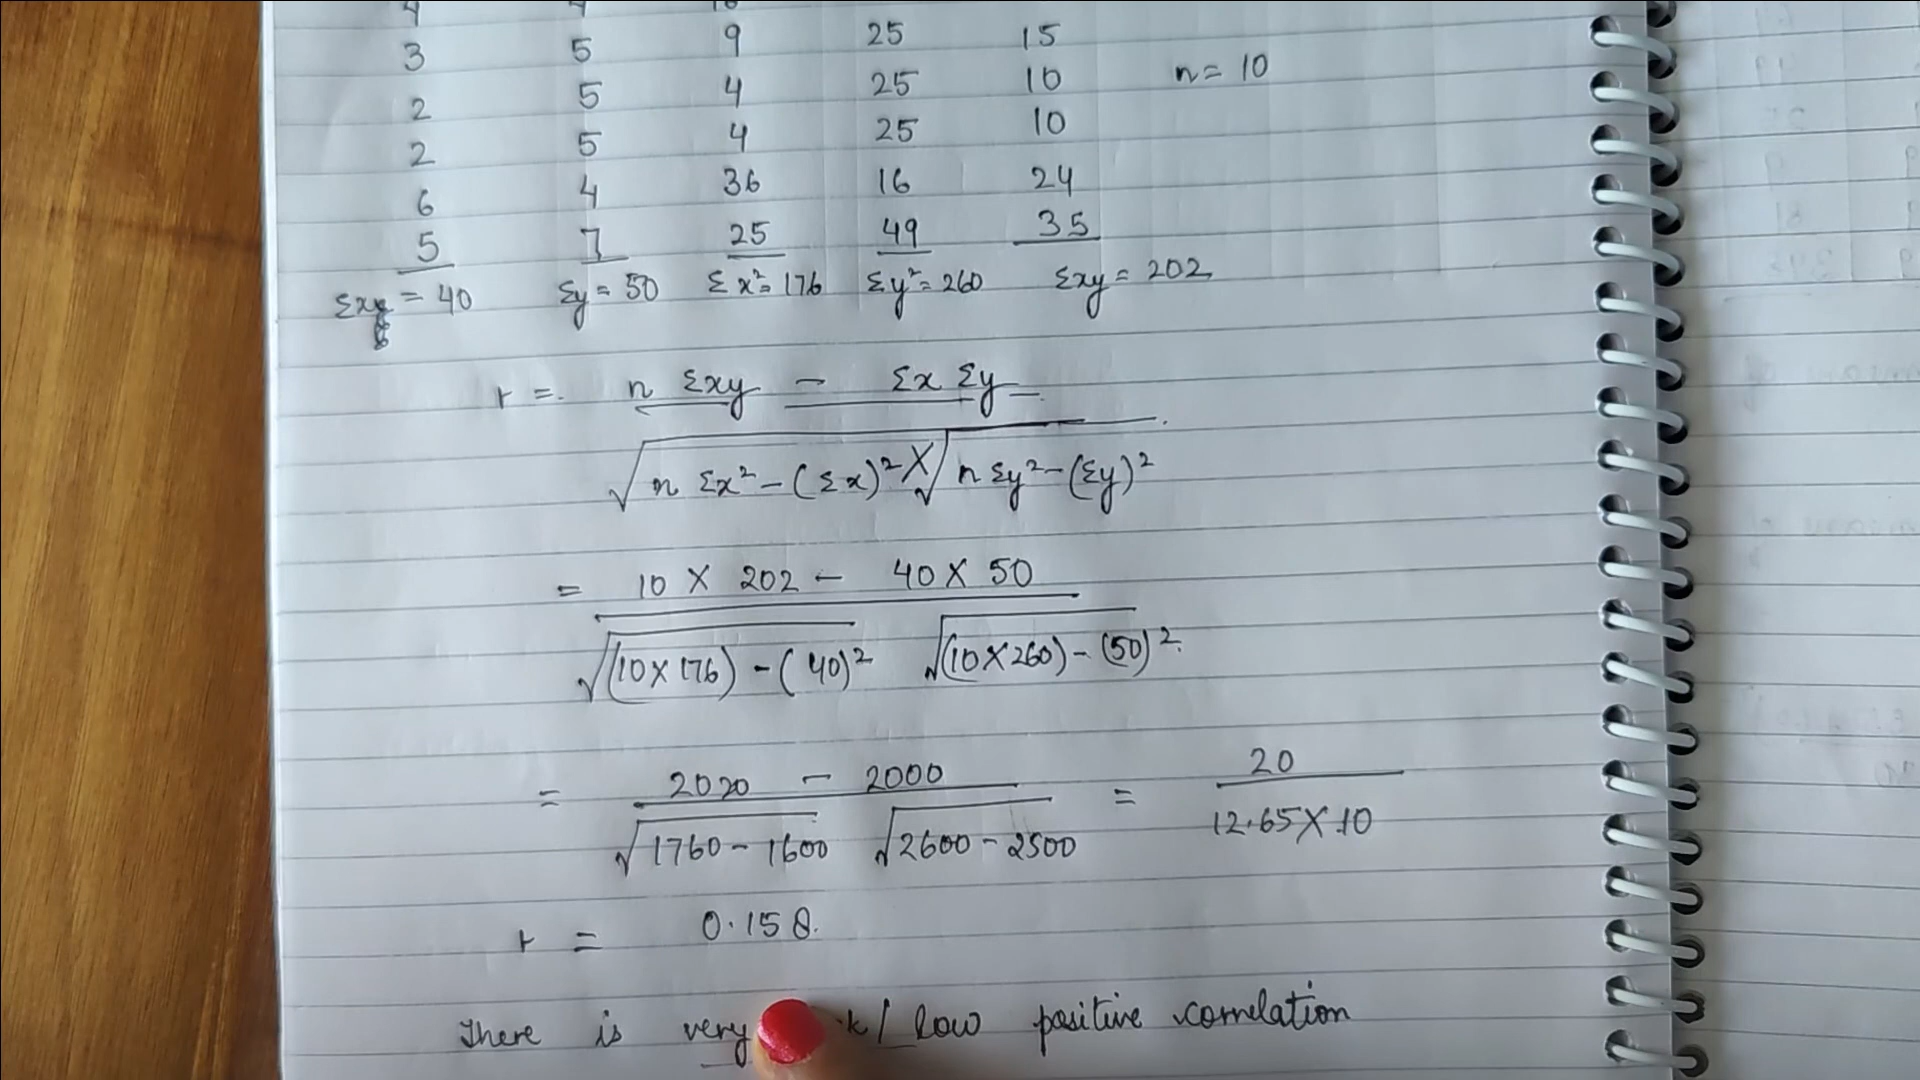 4 4 16
3 5 9 25 15
2 5 4 25 10 n = 10
2 5 4 25 10
6 4 36 16 24
5 7 25 49 35
Σx = 40 Σy = 50 Σx² = 176 Σy² = 260 Σxy = 202
r = n Σxy - Σx Σy
√n Σx² - (Σx)² X √n Σy² - (Σy)²
= 10 X 202 - 40 X 50
√(10 X 176) - (40)² √(10 X 260) - (50)²
= 2020 - 2000 = 20
√1760 - 1600 √2600 - 2500 12.65 X 10
r = 0.158.
There is very / low positive correlation